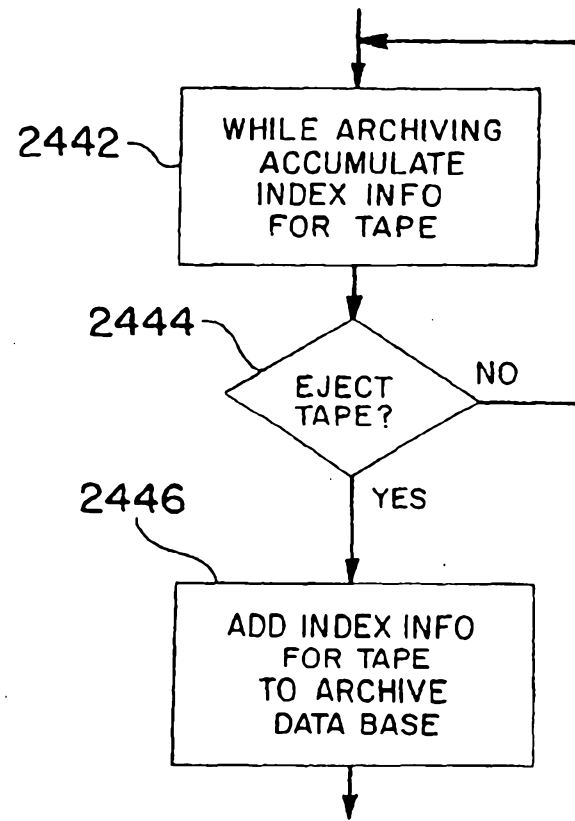 2442
WHILE ARCHIVING
ACCUMULATE
INDEX INFO
FOR TAPE
2444
EJECT
TAPE?
NO
YES
2446
ADD INDEX INFO
FOR TAPE
TO ARCHIVE
DATA BASE